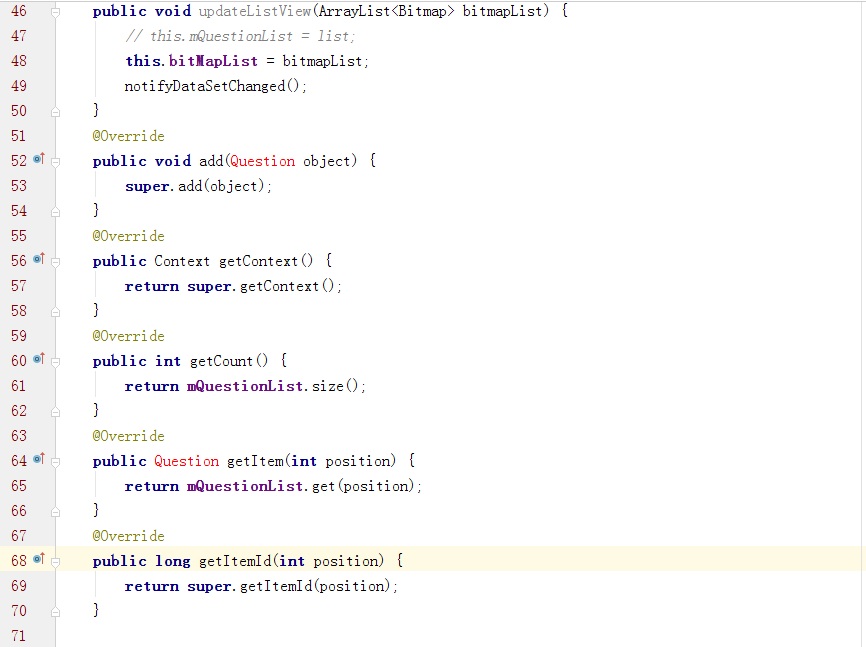 46 public void updateListView(ArrayList<Bitmap> bitmapList) {
47 // this.mQuestionList = list;
48 this.bitMapList = bitmapList;
49 notifyDataSetChanged();
50 }
51 @Override
52 public void add(Question object) {
53 super.add(object);
54 }
55 @Override
56 public Context getContext() {
57 return super.getContext();
58 }
59 @Override
60 public int getCount() {
61 return mQuestionList.size();
62 }
63 @Override
64 public Question getItem(int position) {
65 return mQuestionList.get(position);
66 }
67 @Override
68 public long getItemId(int position) {
69 return super.getItemId(position);
70 }
71